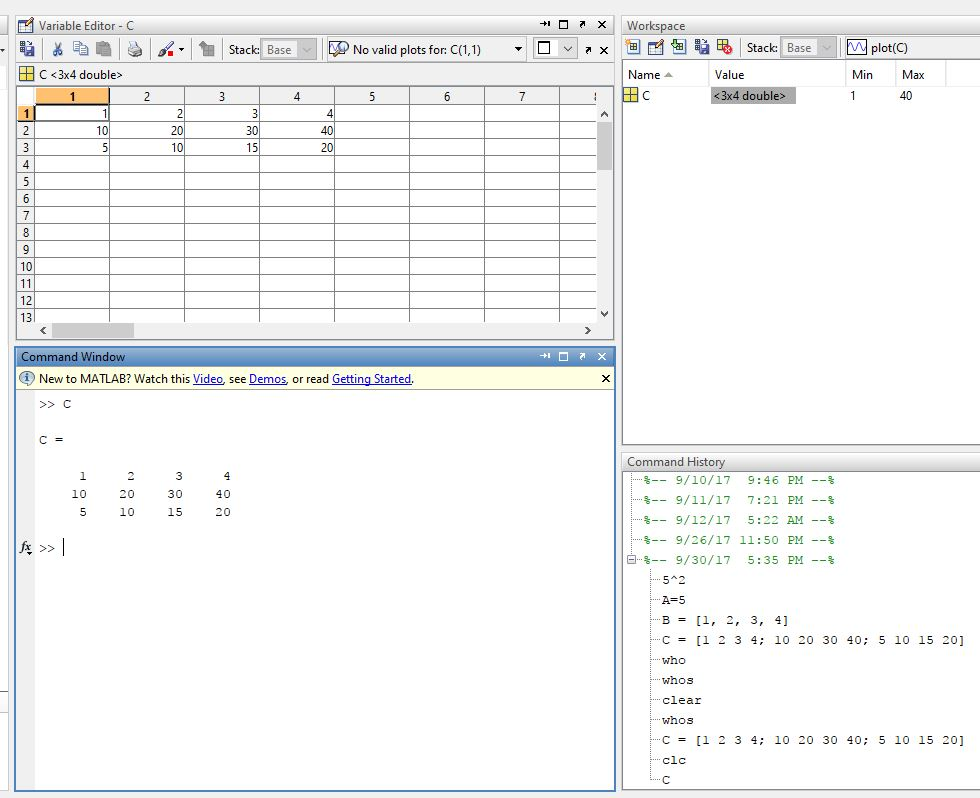 Variable Editor - C
Stack: Base No valid plots for: C(1,1)
C <3x4 double>
1 2 3 4 5 6 7
1 1 2 3 4
2 10 20 30 40
3 5 10 15 20
4
5
6
7
8
9
10
11
12
13
Command Window
New to MATLAB? Watch this Video, see Demos, or read Getting Started.
>> C
C =
1 2 3 4
10 20 30 40
5 10 15 20
fx >>
Workspace
Stack: Base plot(C)
Name Value Min Max
C <3x4 double> 1 40
Command History
%-- 9/10/17 9:46 PM --%
%-- 9/11/17 7:21 PM --%
%-- 9/12/17 5:22 AM --%
%-- 9/26/17 11:50 PM --%
%-- 9/30/17 5:35 PM --%
5^2
A=5
B = [1, 2, 3, 4]
C = [1 2 3 4; 10 20 30 40; 5 10 15 20]
who
whos
clear
whos
C = [1 2 3 4; 10 20 30 40; 5 10 15 20]
clc
C